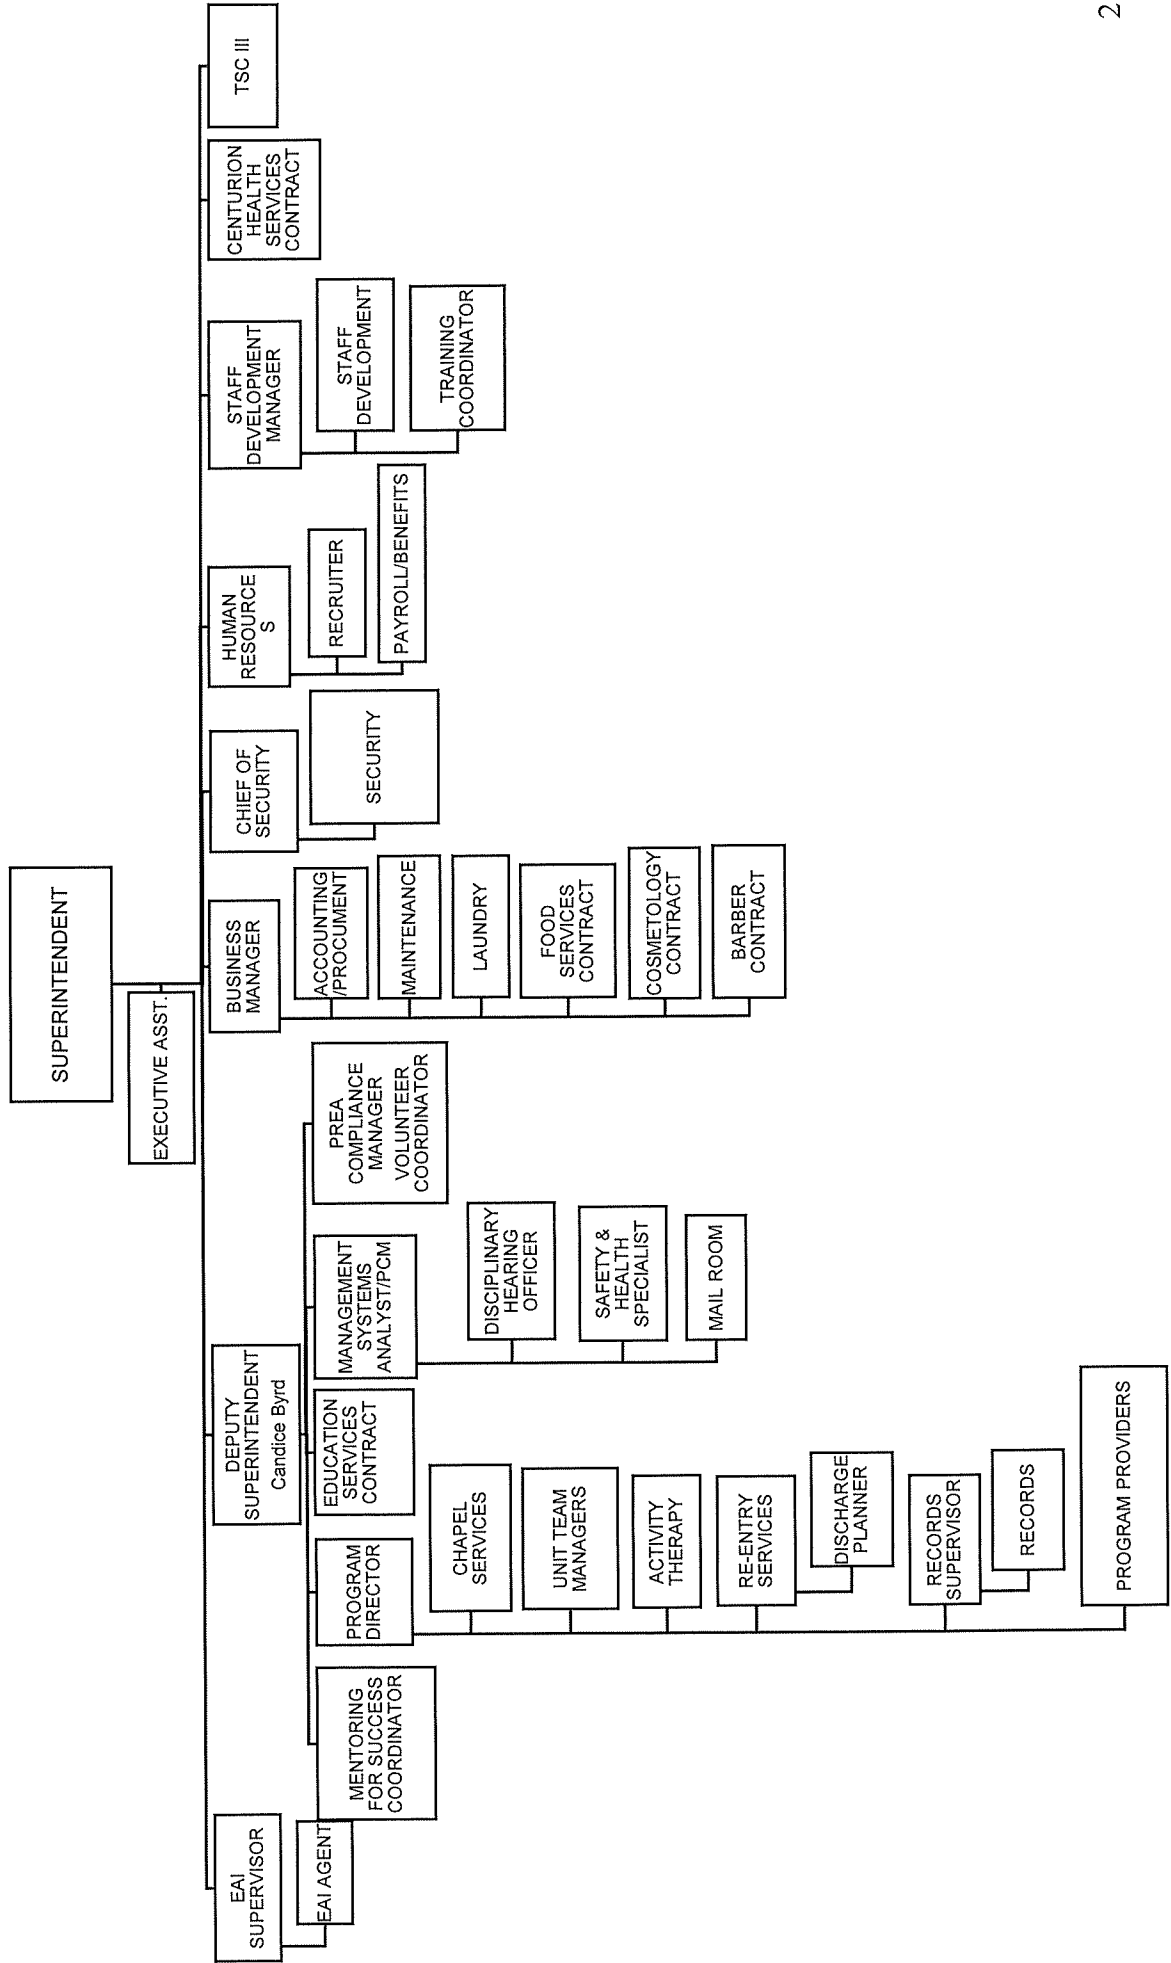 SUPERINTENDENT
EXECUTIVE ASST.
EAI
SUPERVISOR
EAI AGENT
DEPUTY
SUPERINTENDENT
Candice Byrd
MENTORING
FOR SUCCESS
COORDINATOR
PROGRAM
DIRECTOR
CHAPEL
SERVICES
UNIT TEAM
MANAGERS
ACTIVITY
THERAPY
RE-ENTRY
SERVICES
DISCHARGE
PLANNER
RECORDS
SUPERVISOR
RECORDS
PROGRAM PROVIDERS
EDUCATION
SERVICES
CONTRACT
MANAGEMENT
SYSTEMS
ANALYST/PCM
DISCIPLINARY
HEARING
OFFICER
SAFETY &
HEALTH
SPECIALIST
MAIL ROOM
PREA
COMPLIANCE
MANAGER
VOLUNTEER
COORDINATOR
BUSINESS
MANAGER
ACCOUNTING
/PROCUMENT
MAINTENANCE
LAUNDRY
FOOD
SERVICES
CONTRACT
COSMETOLOGY
CONTRACT
BARBER
CONTRACT
CHIEF OF
SECURITY
SECURITY
HUMAN
RESOURCE
S
RECRUITER
PAYROLL/BENEFITS
STAFF
DEVELOPMENT
MANAGER
STAFF
DEVELOPMENT
TRAINING
COORDINATOR
CENTURION
HEALTH
SERVICES
CONTRACT
TSC III
2